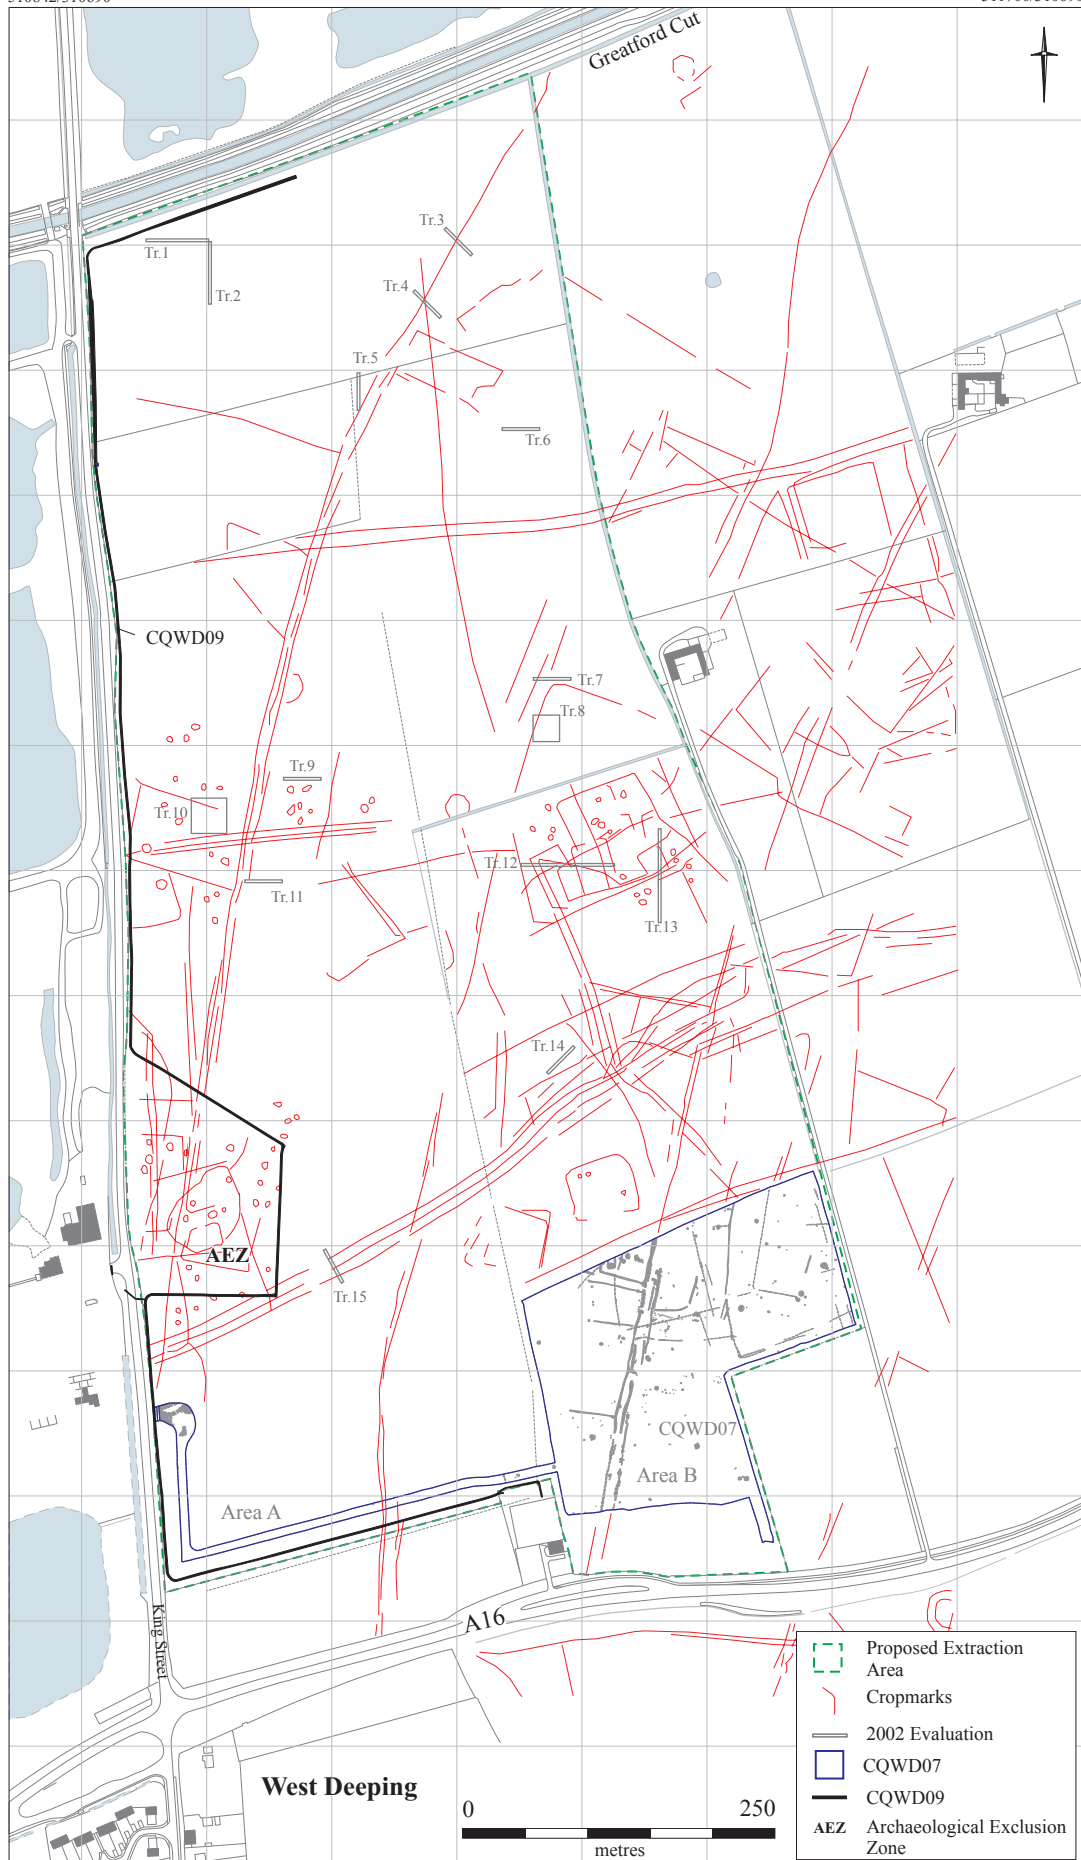 Greatford Cut
Tr.3
Tr.1
Tr.2
Tr.4
Tr.5
Tr.6
CQWD09
Tr.7
Tr.8
Tr.9
Tr.10
Tr.12
Tr.11
Tr.13
Tr.14
AEZ
Tr.15
CQWD07
Area B
Area A
King Street
A16
West Deeping
0
250
metres
Proposed Extraction
Area
Cropmarks
2002 Evaluation
CQWD07
CQWD09
AEZ Archaeological Exclusion
Zone